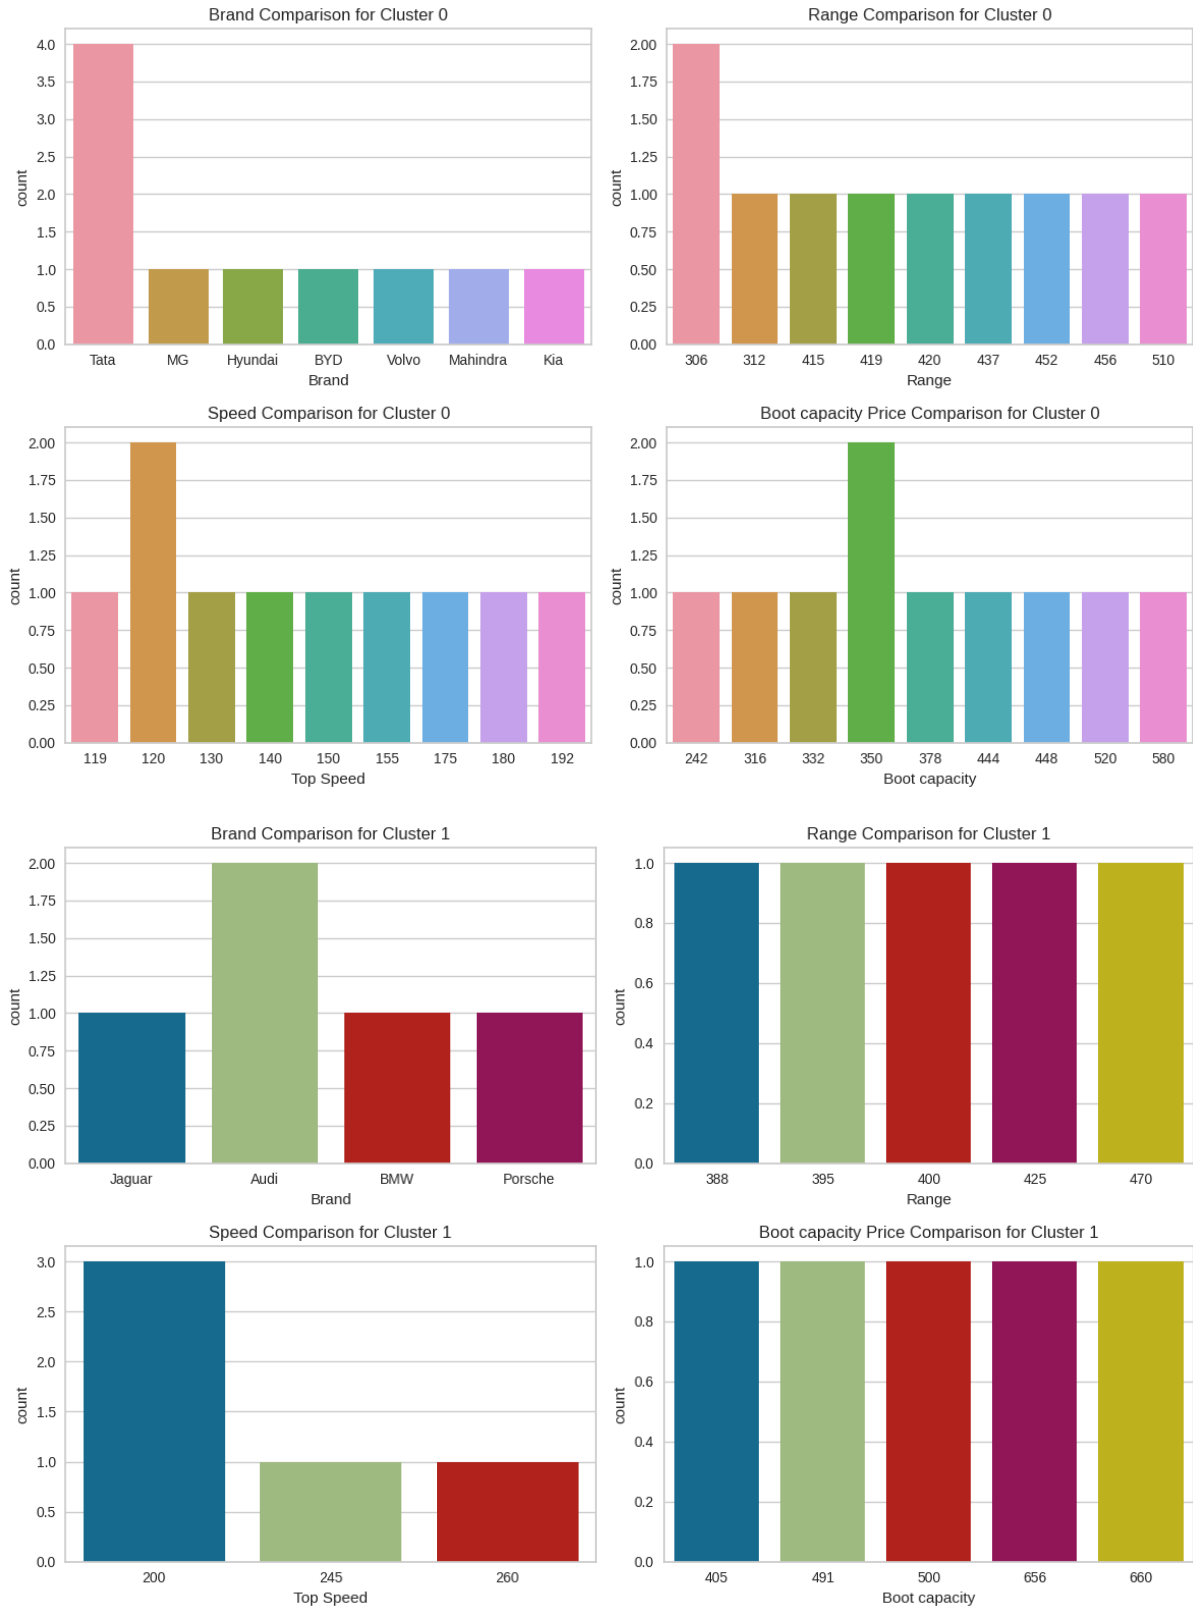 Brand Comparison for Cluster 0
count
4.0
3.5
3.0
2.5
2.0
1.5
1.0
0.5
0.0
Tata MG Hyundai BYD Volvo Mahindra Kia
Brand
Range Comparison for Cluster 0
count
2.00
1.75
1.50
1.25
1.00
0.75
0.50
0.25
0.00
306 312 415 419 420 437 452 456 510
Range
Speed Comparison for Cluster 0
count
2.00
1.75
1.50
1.25
1.00
0.75
0.50
0.25
0.00
119 120 130 140 150 155 175 180 192
Top Speed
Boot capacity Price Comparison for Cluster 0
count
2.00
1.75
1.50
1.25
1.00
0.75
0.50
0.25
0.00
242 316 332 350 378 444 448 520 580
Boot capacity
Brand Comparison for Cluster 1
count
2.00
1.75
1.50
1.25
1.00
0.75
0.50
0.25
0.00
Jaguar Audi BMW Porsche
Brand
Range Comparison for Cluster 1
count
1.0
0.8
0.6
0.4
0.2
0.0
388 395 400 425 470
Range
Speed Comparison for Cluster 1
count
3.0
2.5
2.0
1.5
1.0
0.5
0.0
200 245 260
Top Speed
Boot capacity Price Comparison for Cluster 1
count
1.0
0.8
0.6
0.4
0.2
0.0
405 491 500 656 660
Boot capacity